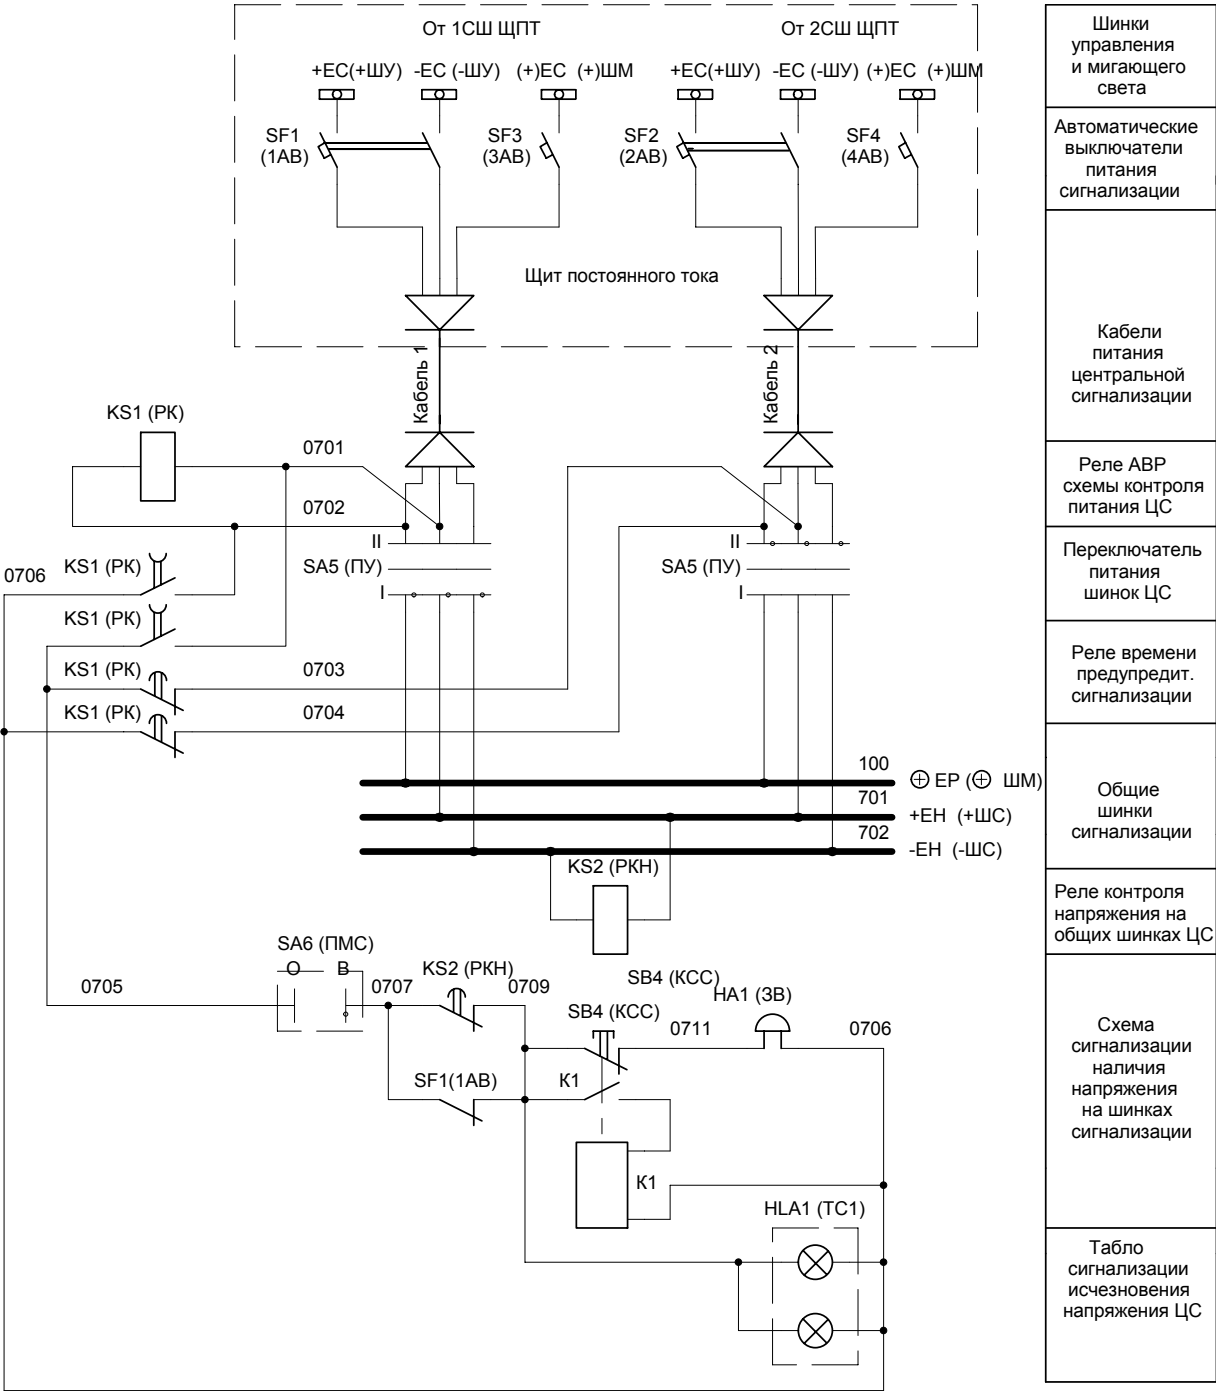 От 1СШ ЩПТ
От 2СШ ЩПТ
+ЕС(+ШУ) -ЕС (-ШУ) (+)ЕС (+)ШМ
+ЕС(+ШУ) -ЕС (-ШУ) (+)ЕС (+)ШМ
SF1
(1АВ)
SF3
(3АВ)
SF2
(2АВ)
SF4
(4АВ)
Щит постоянного тока
Кабель 1
Кабель 2
KS1 (РК)
0701
0702
II
SA5 (ПУ)
I
II
SA5 (ПУ)
I
0706
KS1 (РК)
KS1 (РК)
KS1 (РК)
0703
KS1 (РК)
0704
100
ЕР ( ШМ)
701
+ЕН (+ШС)
702
-ЕН (-ШС)
KS2 (РКН)
SA6 (ПМС)
О В
0705
0707
KS2 (РКН)
0709
SB4 (КСС)
SB4 (КСС)
НА1 (ЗВ)
0711
0706
SF1(1АВ)
К1
К1
HLA1 (ТС1)
Шинки
управления
и мигающего
света
Автоматические
выключатели
питания
сигнализации
Кабели
питания
центральной
сигнализации
Реле АВР
схемы контроля
питания ЦС
Переключатель
питания
шинок ЦС
Реле времени
предупредит.
сигнализации
Общие
шинки
сигнализации
Реле контроля
напряжения на
общих шинках ЦС
Схема
сигнализации
наличия
напряжения
на шинках
сигнализации
Табло
сигнализации
исчезновения
напряжения ЦС